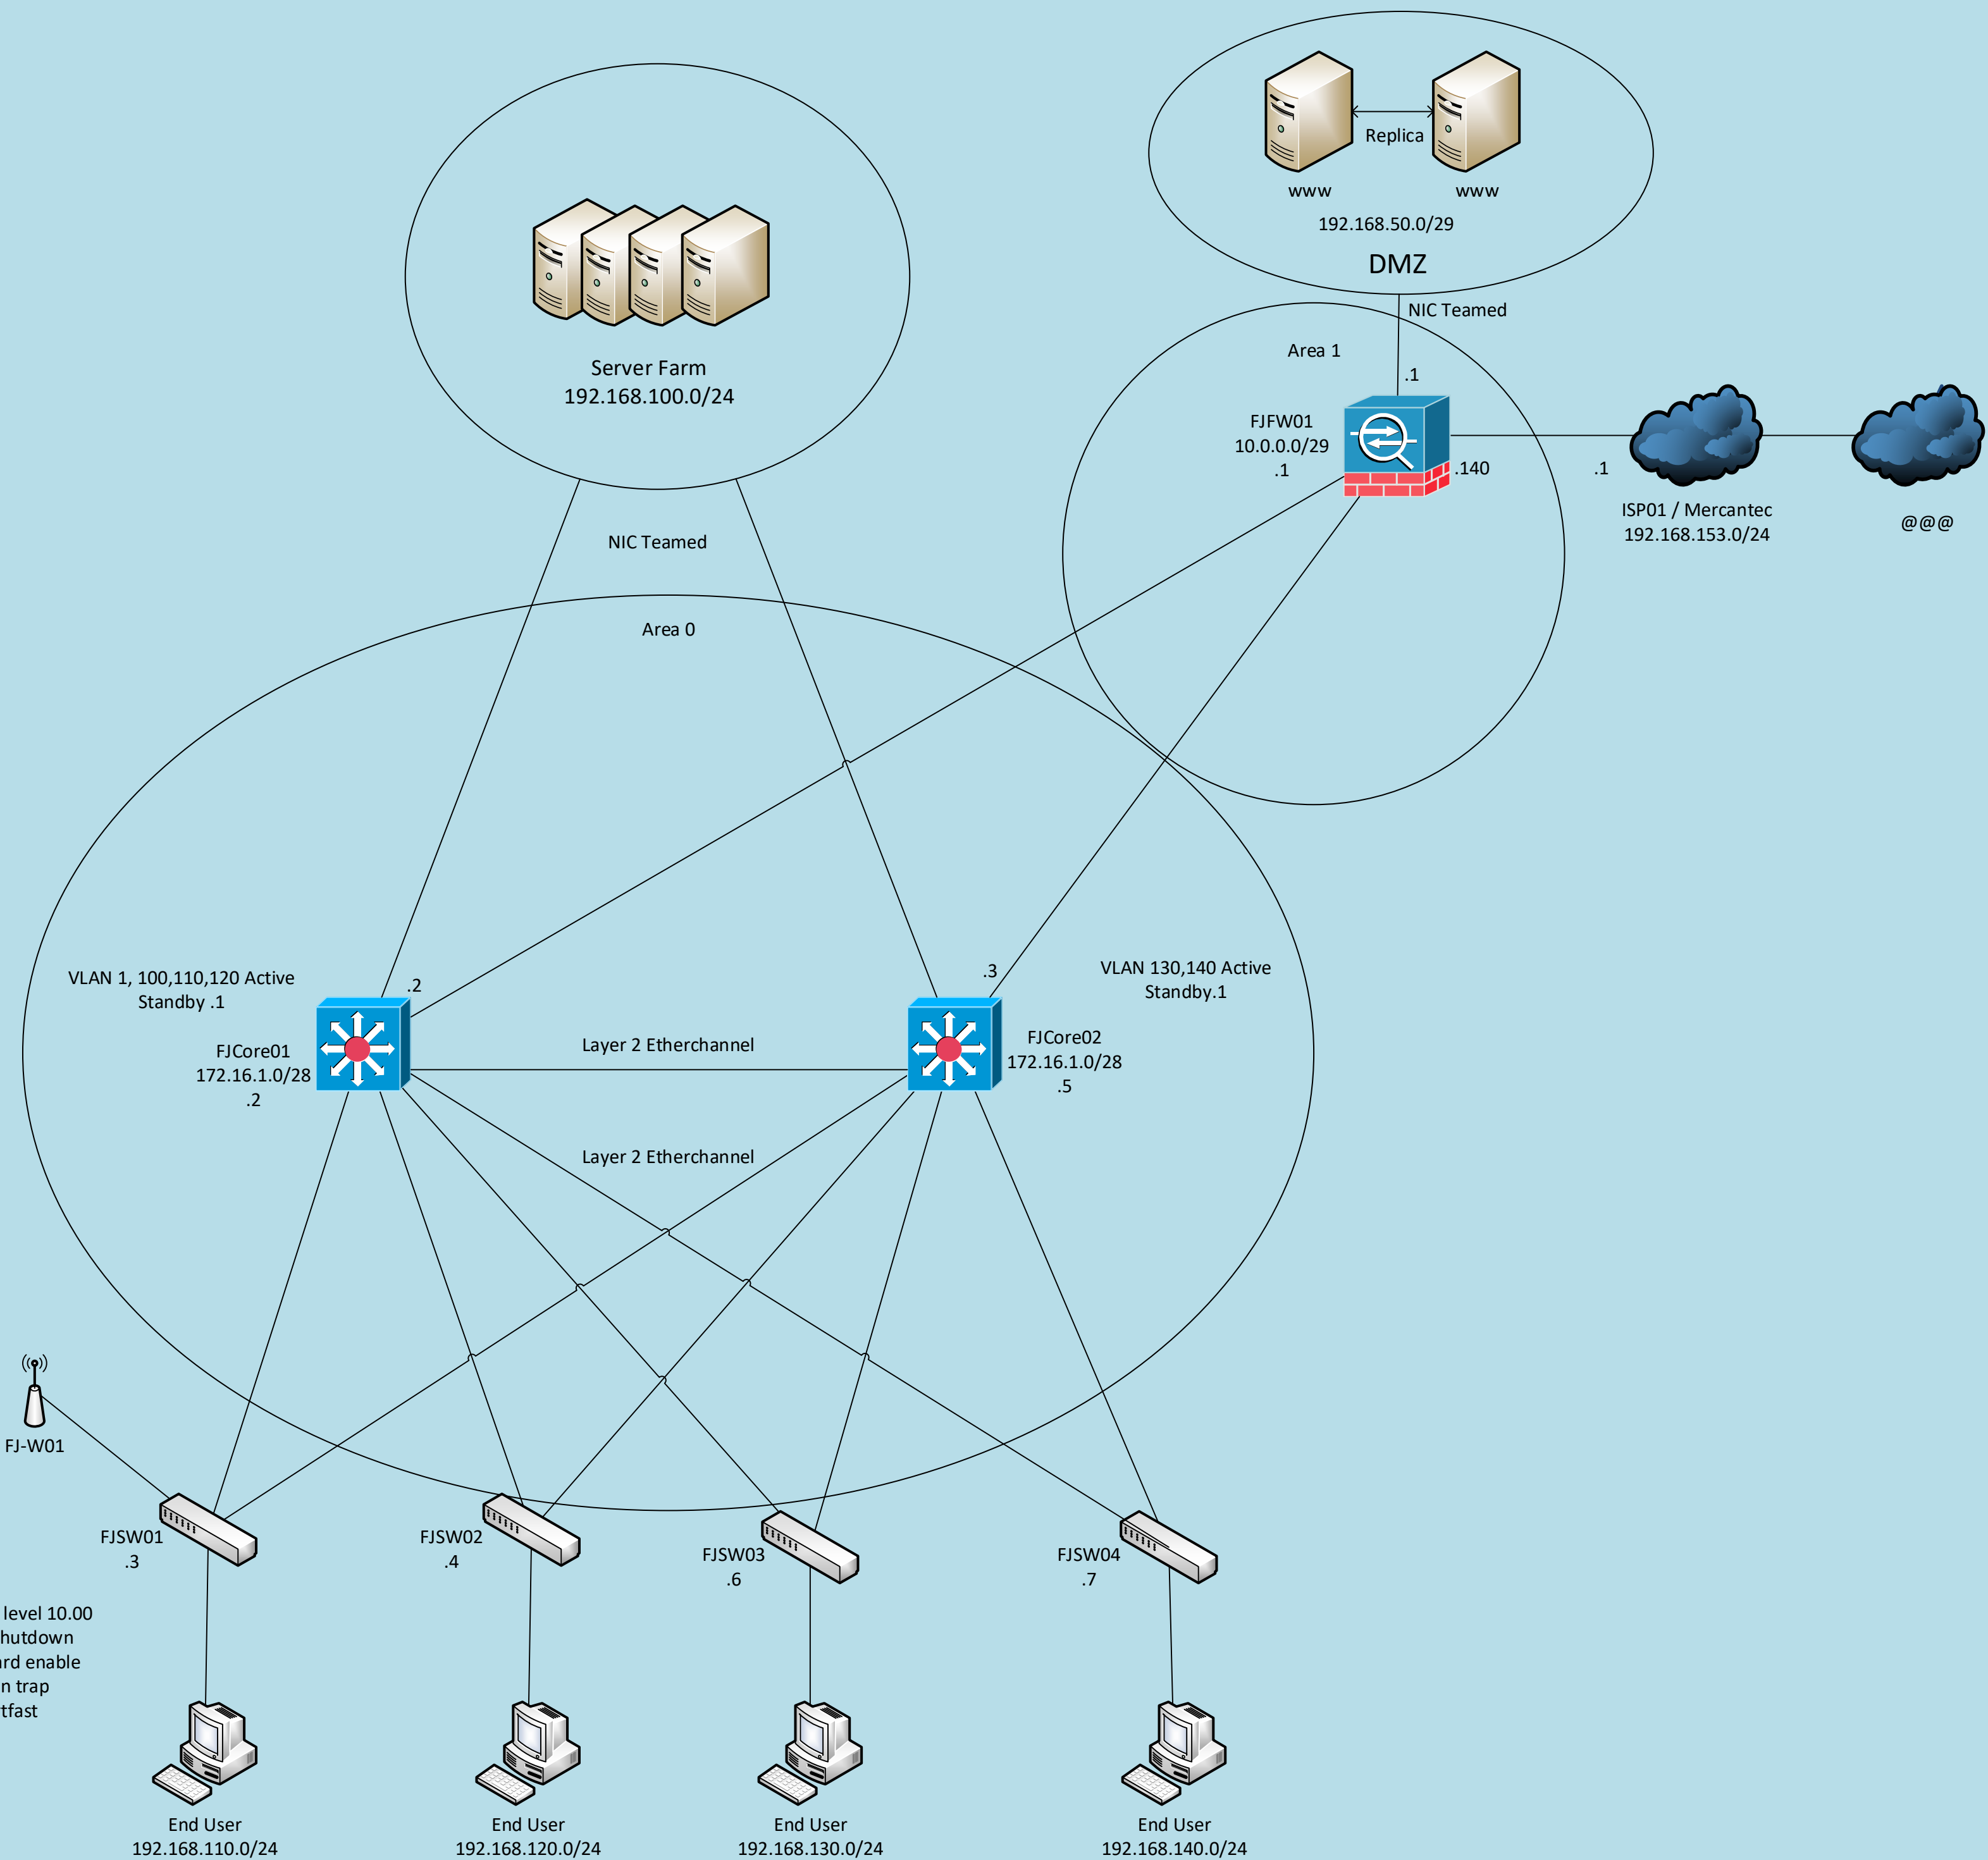 Replica
www
www
192.168.50.0/29
DMZ
NIC Teamed
Server Farm
192.168.100.0/24
NIC Teamed
Area 1
.1
FJFW01
10.0.0.0/29
.1
.140
.1
ISP01 / Mercantec
192.168.153.0/24
@@@
Area 0
VLAN 1, 100,110,120 Active
Standby .1
.2
FJCore01
172.16.1.0/28
.2
.3
VLAN 130,140 Active
Standby.1
FJCore02
172.16.1.0/28
.5
Layer 2 Etherchannel
Layer 2 Etherchannel
FJ-W01
FJSW01
.3
FJSW02
.4
FJSW03
.6
FJSW04
.7
level 10.00
hutdown
ard enable
n trap
tfast
End User
192.168.110.0/24
End User
192.168.120.0/24
End User
192.168.130.0/24
End User
192.168.140.0/24